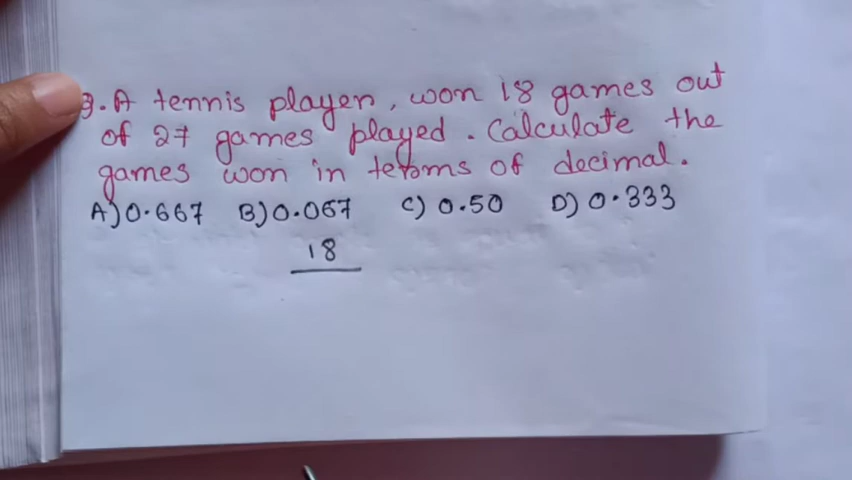 Q. A tennis player, won 18 games out
of 27 games played. Calculate the
games won in terms of decimal.
A) 0.667 B) 0.067 C) 0.50 D) 0.333
18